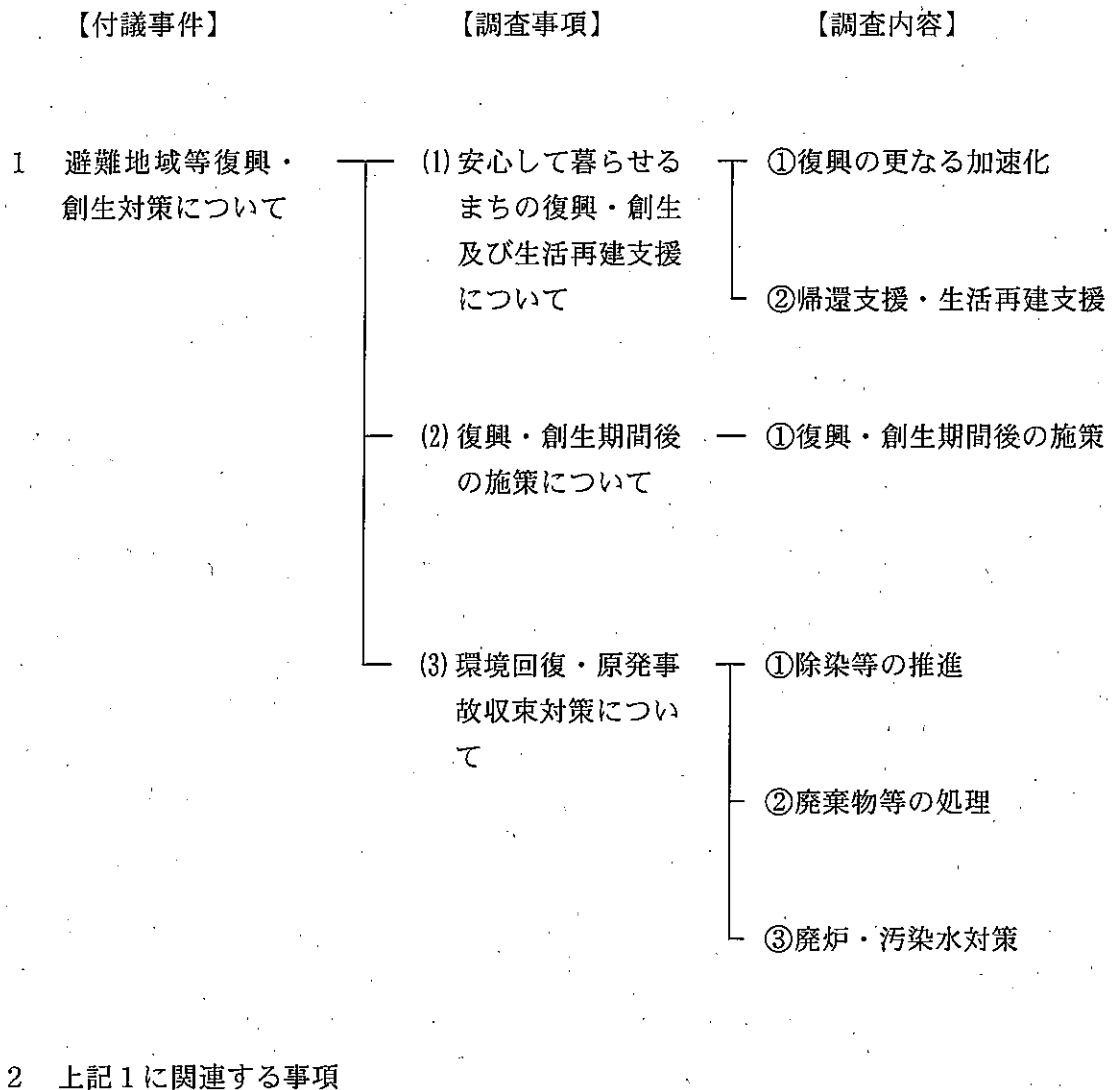 【付議事件】 【調査事項】 【調査内容】
1 避難地域等復興・
創生対策について
(1) 安心して暮らせる
まちの復興・創生
及び生活再建支援
について
①復興の更なる加速化
②帰還支援・生活再建支援
(2) 復興・創生期間後
の施策について
①復興・創生期間後の施策
(3) 環境回復・原発事
故収束対策につい
て
①除染等の推進
②廃棄物等の処理
③廃炉・汚染水対策
2 上記1に関連する事項